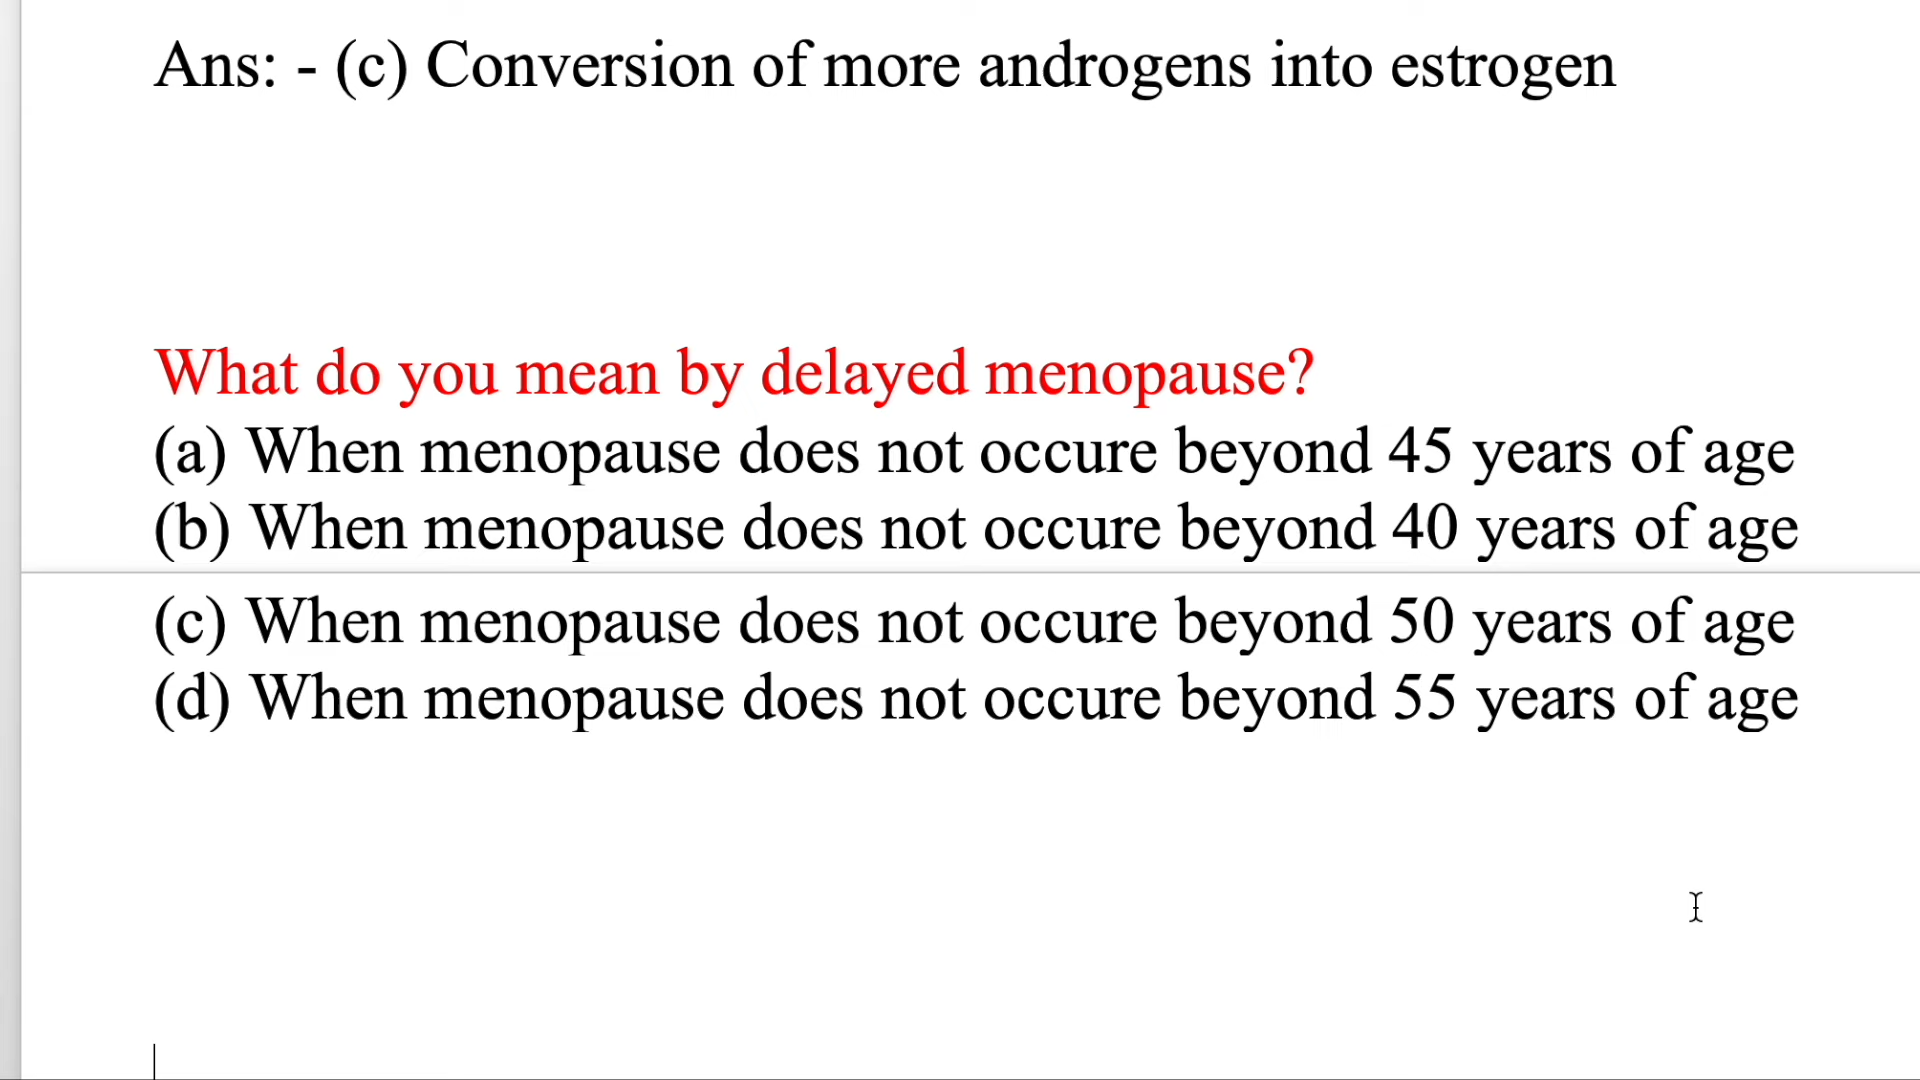 Ans: - (c) Conversion of more androgens into estrogen
What do you mean by delayed menopause?
(a) When menopause does not occure beyond 45 years of age
(b) When menopause does not occure beyond 40 years of age
(c) When menopause does not occure beyond 50 years of age
(d) When menopause does not occure beyond 55 years of age